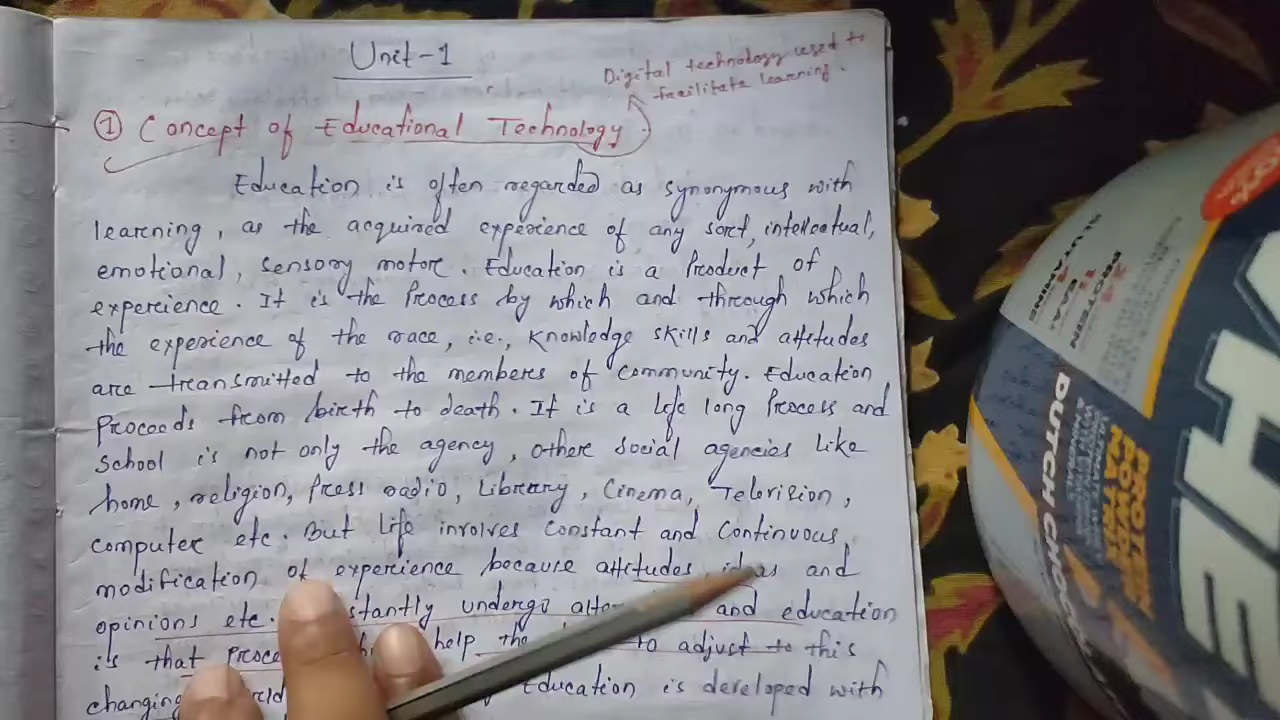 Unit-1
Digital technology used to
facilitate learning.
① Concept of Educational Technology
Education is often regarded as synonymous with
learning, as the acquired experience of any sort, intellectual,
emotional, sensory motor. Education is a Product of
experience. It is the Process by which and through which
the experience of the race, i.e., Knowledge skills and attitudes
are transmitted to the members of community. Education
Proceeds from birth to death. It is a life long Process and
School is not only the agency, other social agencies like
home, religion, Press radio, Library, Cinema, Television,
computer etc. But life involves constant and continuous
modification of experience because attitudes, ideas and
opinions etc. undergo and education
is that help to adjust to this
changing Education is developed with
DUTCH CHOCO
PROTEIN